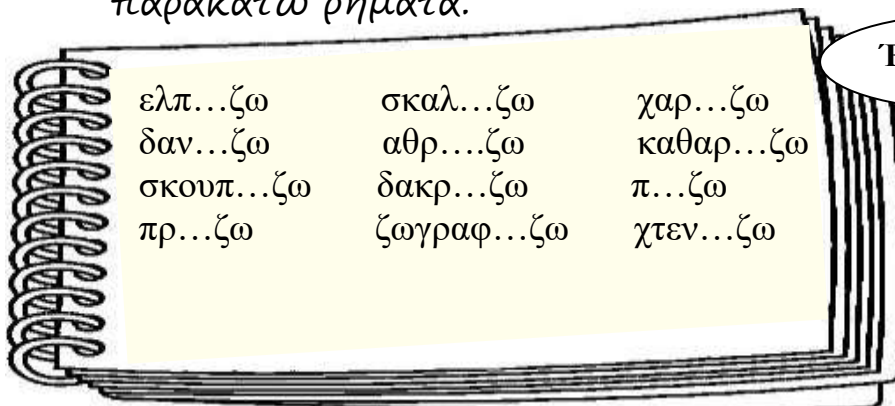 παρακάτω ρήματα.
ελπ…ζω σκαλ…ζω χαρ…ζω
δαν…ζω αθρ….ζω καθαρ…ζω
σκουπ…ζω δακρ…ζω π…ζω
πρ…ζω ζωγραφ…ζω χτεν…ζω